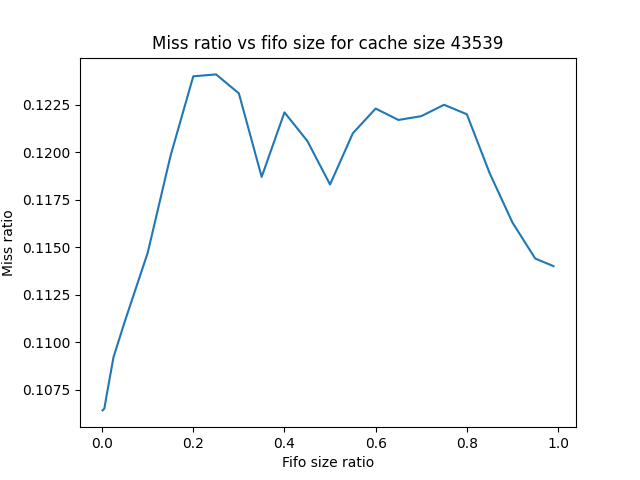 Miss ratio vs fifo size for cache size 43539
Miss ratio
0.1225
0.1200
0.1175
0.1150
0.1125
0.1100
0.1075
0.0 0.2 0.4 0.6 0.8 1.0
Fifo size ratio